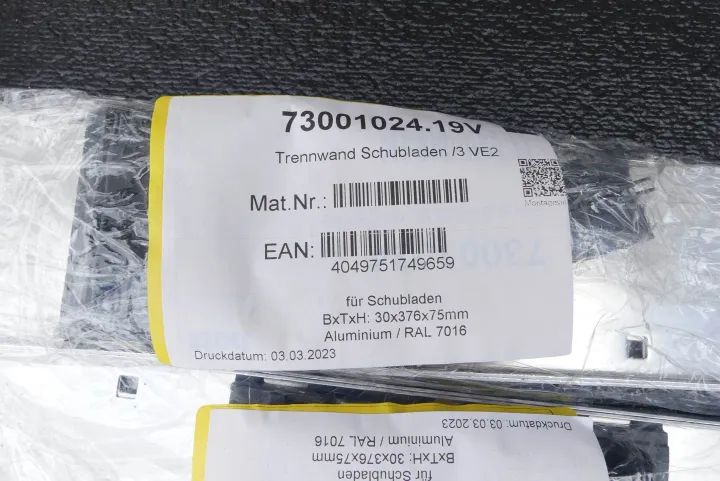 73001024.19V
Trennwand Schubladen /3 VE2
Mat.Nr.:
EAN:
4049751749659
für Schubladen
BxTxH: 30x376x75mm
Aluminium / RAL 7016
Druckdatum: 03.03.2023
Druckdatum: 03.03.2023
Aluminium / RAL 7016
BxTxH: 30x376x75mm
für Schubladen